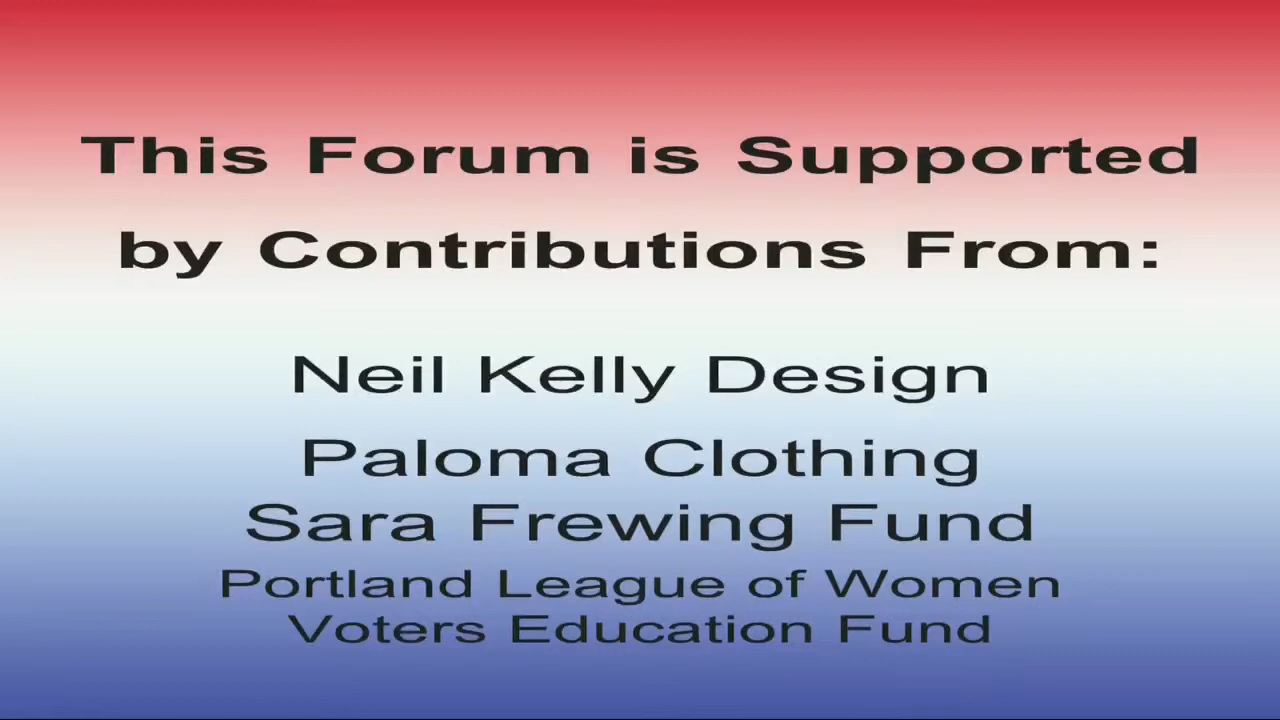 This Forum is Supported
by Contributions From:
Neil Kelly Design
Paloma Clothing
Sara Frewing Fund
Portland League of Women
Voters Education Fund